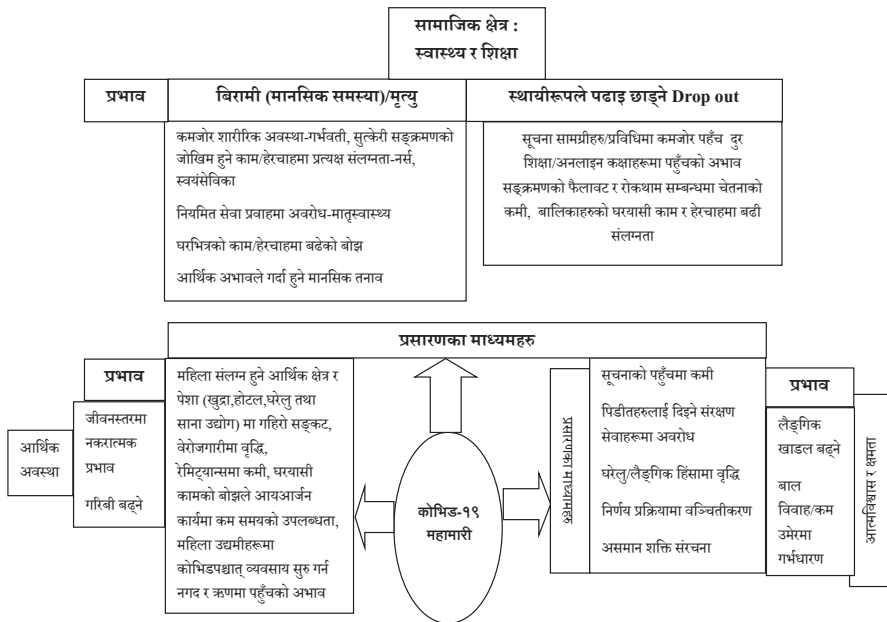 सामाजिक क्षेत्र :
स्वास्थ्य र शिक्षा
प्रभाव
बिरामी (मानसिक समस्या)/मृत्यु
स्थायीरूपले पढाइ छाड्ने Drop out
कमजोर शारीरिक अवस्था-गर्भवती, सुत्केरी सङ्क्रमणको
जोखिम हुने काम/हेरचाहमा प्रत्यक्ष संलग्नता-नर्स,
स्वयंसेविका
नियमित सेवा प्रवाहमा अवरोध-मातृस्वास्थ्य
घरभित्रको काम/हेरचाहमा बढेको बोझ
आर्थिक अभावले गर्दा हुने मानसिक तनाव
सूचना सामग्रीहरु/प्रविधिमा कमजोर पहुँच दुर
शिक्षा/अनलाइन कक्षाहरूमा पहुँचको अभाव
सङ्क्रमणको फैलावट र रोकथाम सम्बन्धमा चेतनाको
कमी, बालिकाहरुको घरयासी काम र हेरचाहमा बढी
संलग्नता
प्रसारणका माध्यमहरु
आर्थिक
अवस्था
प्रभाव
जीवनस्तरमा
नकरात्मक
प्रभाव
गरिबी बढ्ने
महिला संलग्न हुने आर्थिक क्षेत्र र
पेशा (खुद्रा,होटल,घरेलु तथा
साना उद्योग) मा गहिरो सङ्कट,
वेरोजगारीमा वृद्धि,
रेमिट्यान्समा कमी, घरयासी
कामको बोझले आयआर्जन
कार्यमा कम समयको उपलब्धता,
महिला उद्यमीहरूमा
कोभिडपश्चात् व्यवसाय सुरु गर्न
नगद र ऋणमा पहुँचको अभाव
कोभिड-१९
महामारी
प्रसारणका माध्यामहरु
सूचनाको पहुँचमा कमी
पिडीतहरुलाई दिइने संरक्षण
सेवाहरूमा अवरोध
घरेलु/लैङ्गिक हिंसामा वृद्धि
निर्णय प्रक्रियामा वञ्चितीकरण
असमान शक्ति संरचना
प्रभाव
लैङ्गिक
खाडल बढ्ने
बाल
विवाह/कम
उमेरमा
गर्भधारण
आत्मविश्वास र क्षमता